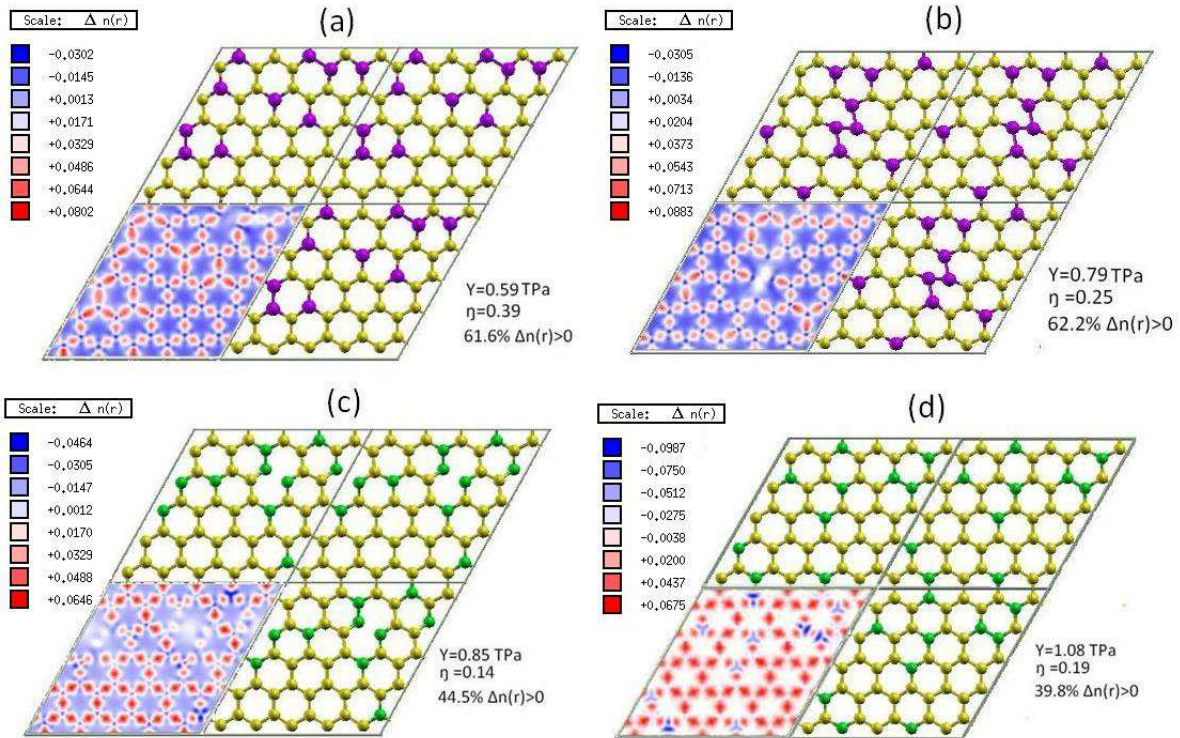 (a)
Scale: Δ n(r)
-0.0302
-0.0145
+0.0013
+0.0171
+0.0329
+0.0486
+0.0644
+0.0802
Y=0.59 TPa
η=0.39
61.6% Δn(r)>0
(b)
Scale: Δ n(r)
-0.0305
-0.0136
+0.0034
+0.0204
+0.0373
+0.0543
+0.0713
+0.0883
Y=0.79 TPa
η =0.25
62.2% Δn(r)>0
(c)
Scale: Δ n(r)
-0.0464
-0.0305
-0.0147
+0.0012
+0.0170
+0.0329
+0.0488
+0.0646
Y=0.85 TPa
η =0.14
44.5% Δn(r)>0
(d)
Scale: Δ n(r)
-0.0987
-0.0750
-0.0512
-0.0275
-0.0038
+0.0200
+0.0437
+0.0675
Y=1.08 TPa
η =0.19
39.8% Δn(r)>0